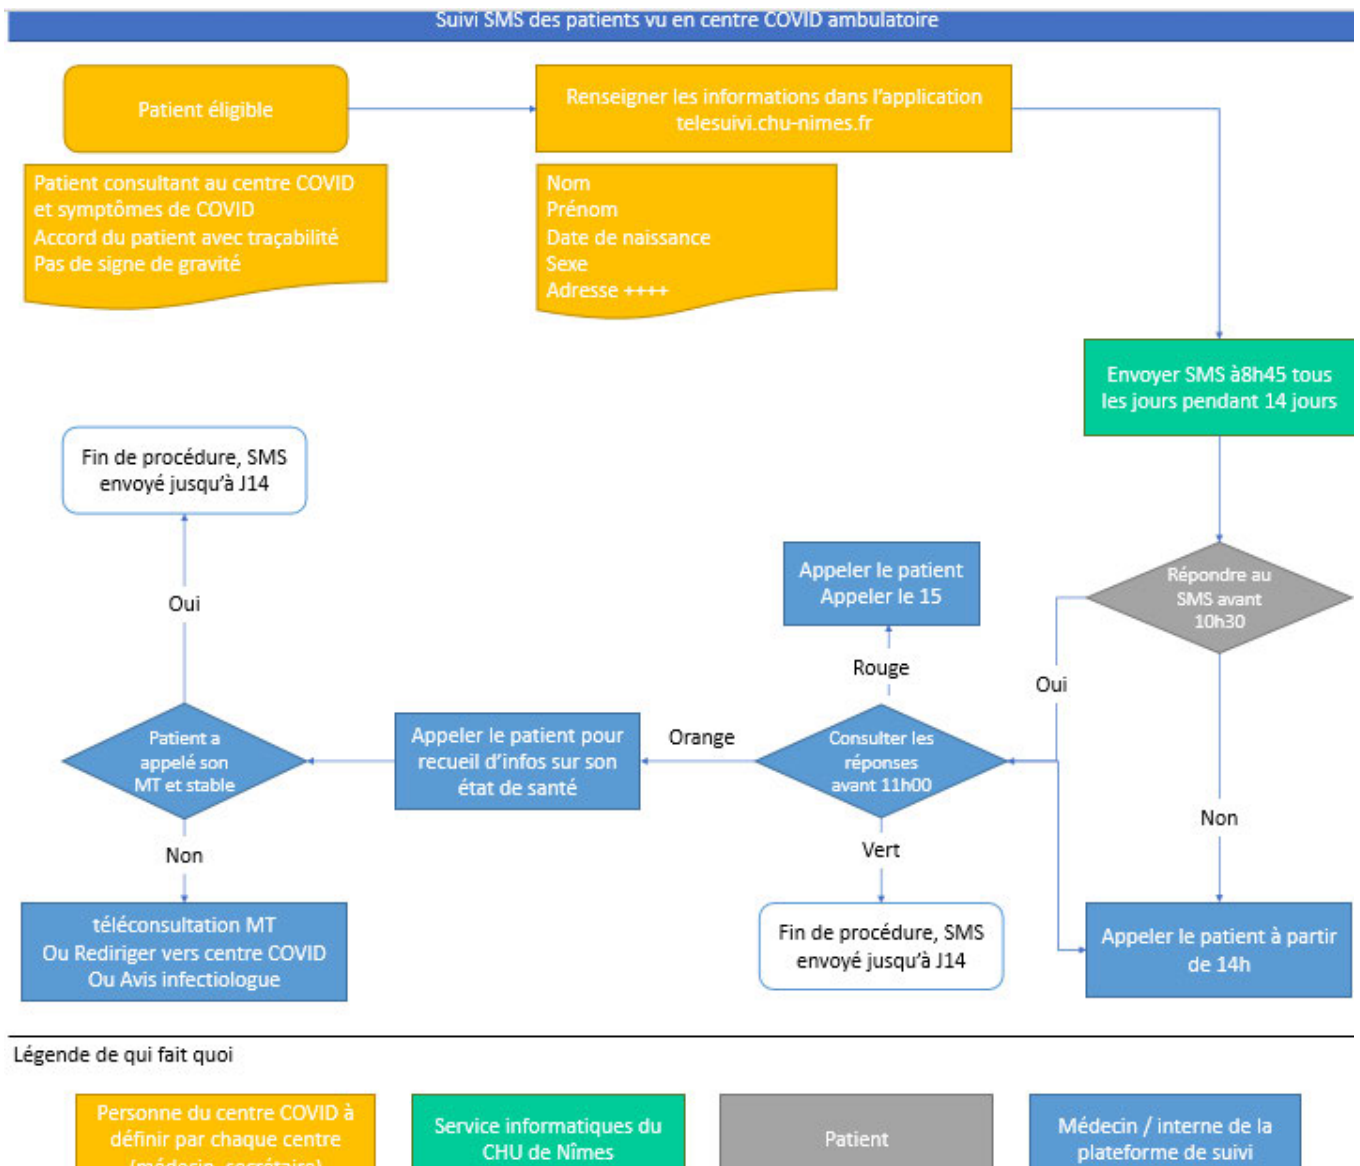 Suivi SMS des patients vu en centre COVID ambulatoire
Patient éligible
Renseigner les informations dans l'application
telesuivi.chu-nimes.fr
Patient consultant au centre COVID
et symptômes de COVID
Accord du patient avec traçabilité
Pas de signe de gravité
Nom
Prénom
Date de naissance
Sexe
Adresse ++++
Envoyer SMS à8h45 tous
les jours pendant 14 jours
Fin de procédure, SMS
envoyé jusqu'à J14
Appeler le patient
Appeler le 15
Répondre au
SMS avant
10h30
Oui
Rouge
Oui
Patient a
appelé son
MT et stable
Appeler le patient pour
recueil d'infos sur son
état de santé
Orange
Consulter les
réponses
avant 11h00
Non
Vert
Non
téléconsultation MT
Ou Rediriger vers centre COVID
Ou Avis infectiologue
Fin de procédure, SMS
envoyé jusqu'à J14
Appeler le patient à partir
de 14h
Légende de qui fait quoi
Personne du centre COVID à
définir par chaque centre
(médecin, secrétaire)
Service informatiques du
CHU de Nîmes
Patient
Médecin / interne de la
plateforme de suivi